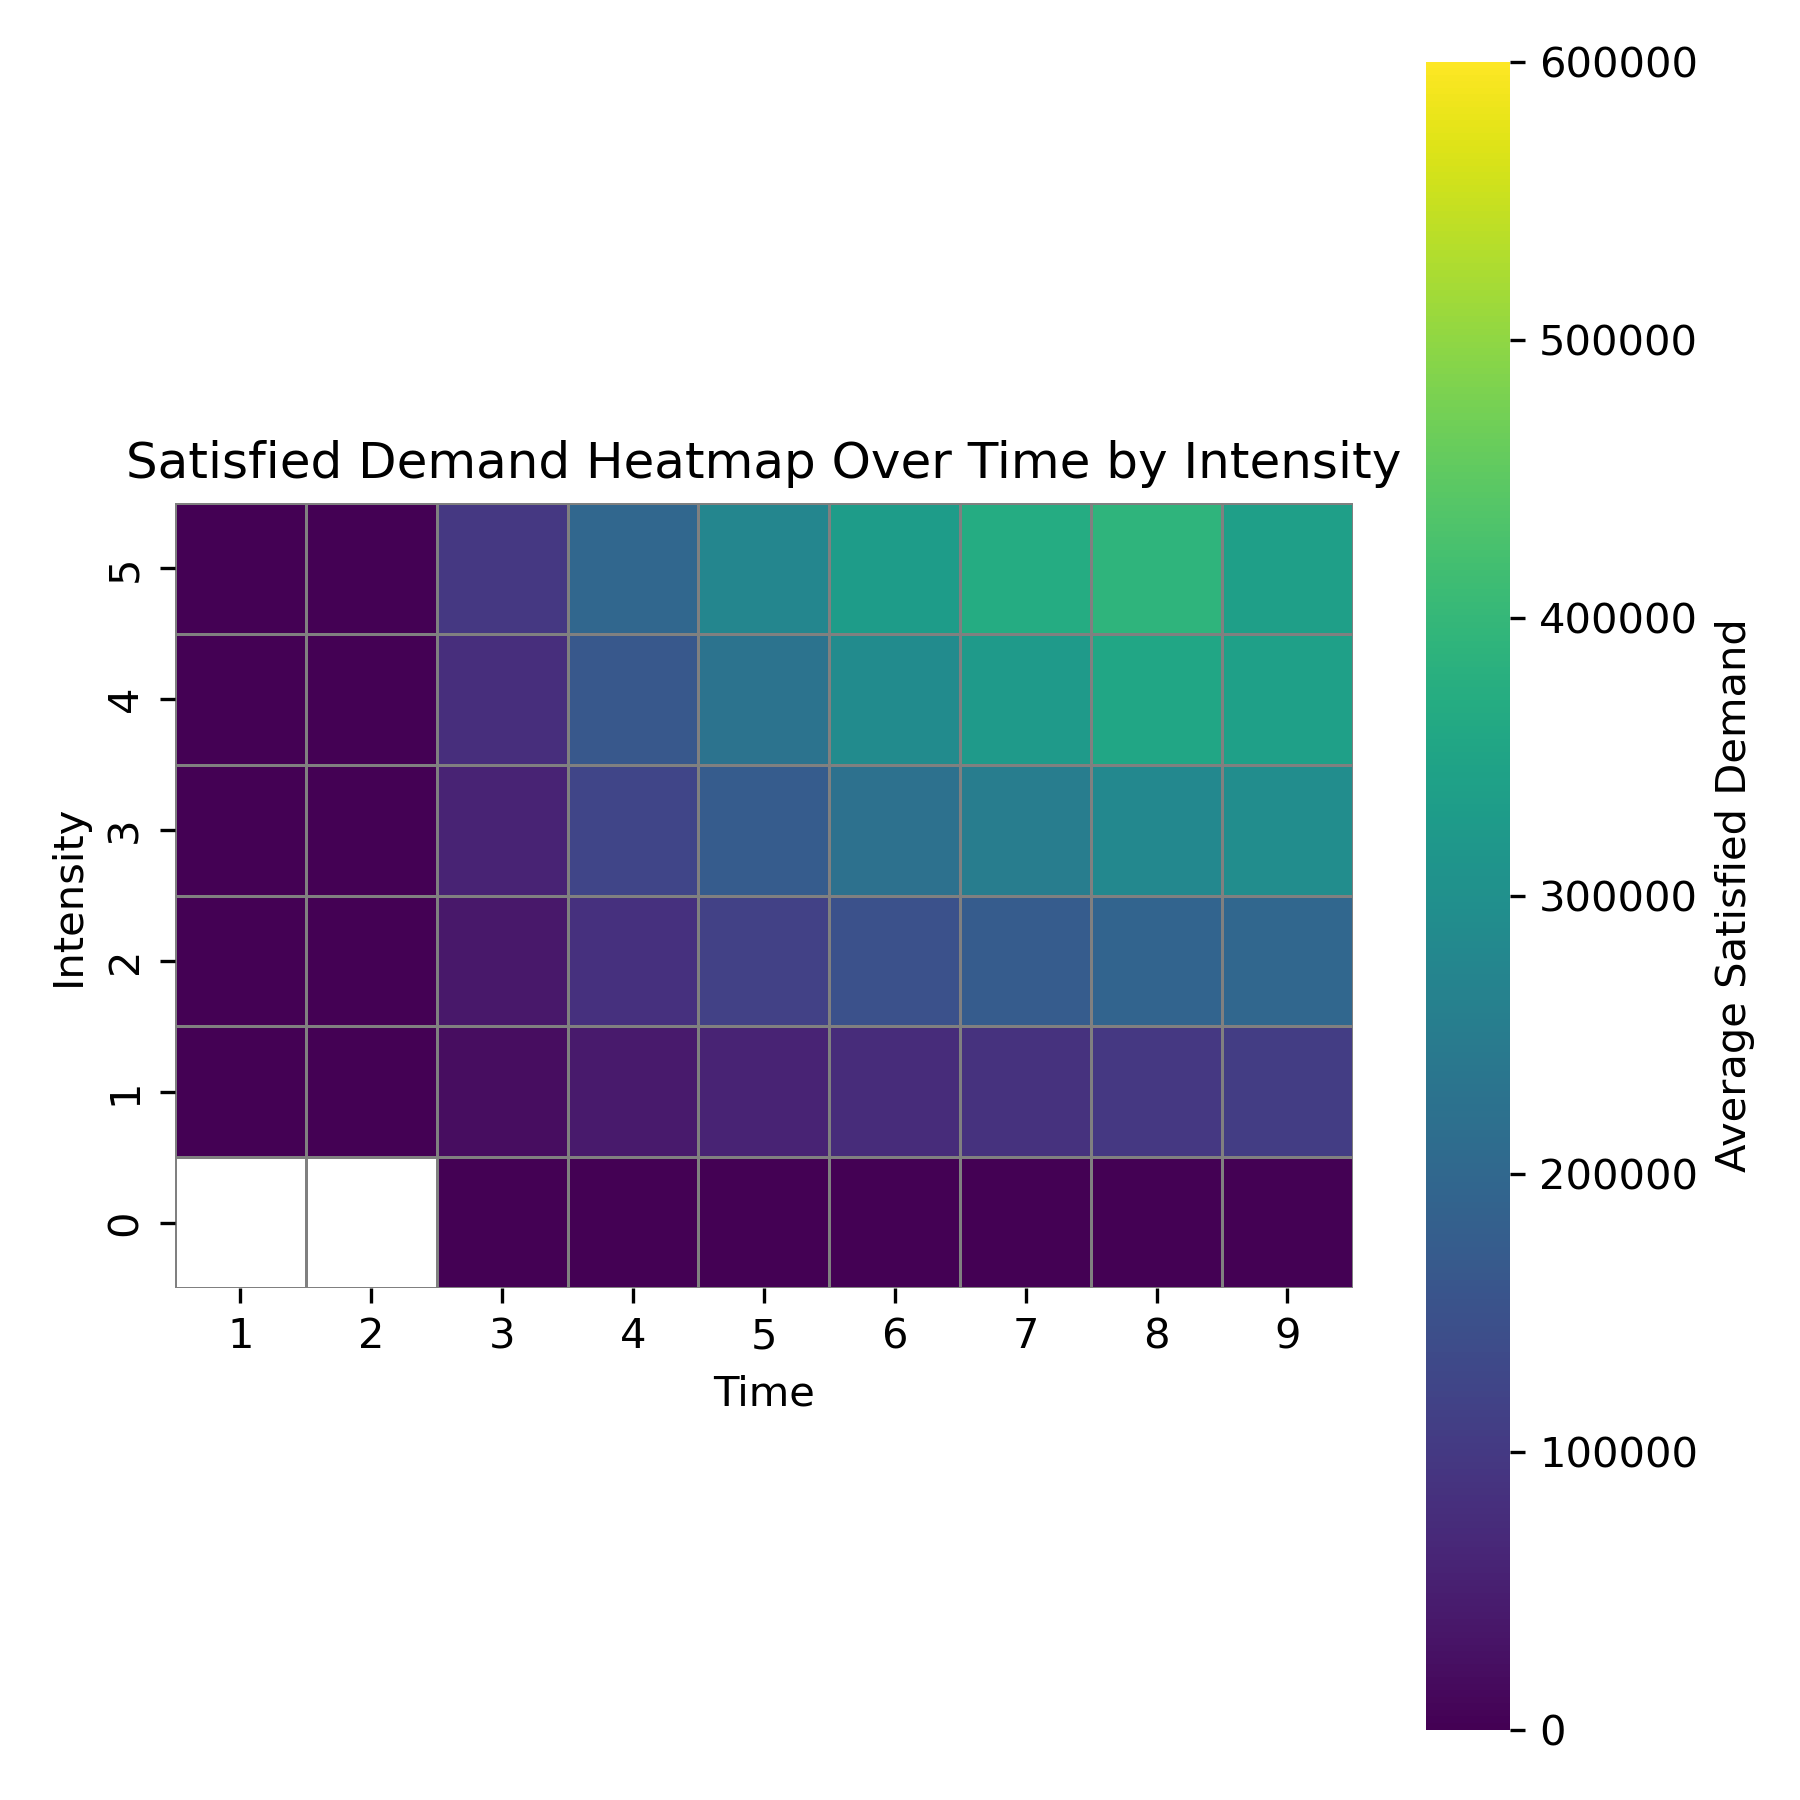 Satisfied Demand Heatmap Over Time by Intensity
Intensity
5
4
3
2
1
0
1 2 3 4 5 6 7 8 9
Time
600000
500000
400000
300000
200000
100000
0
Average Satisfied Demand